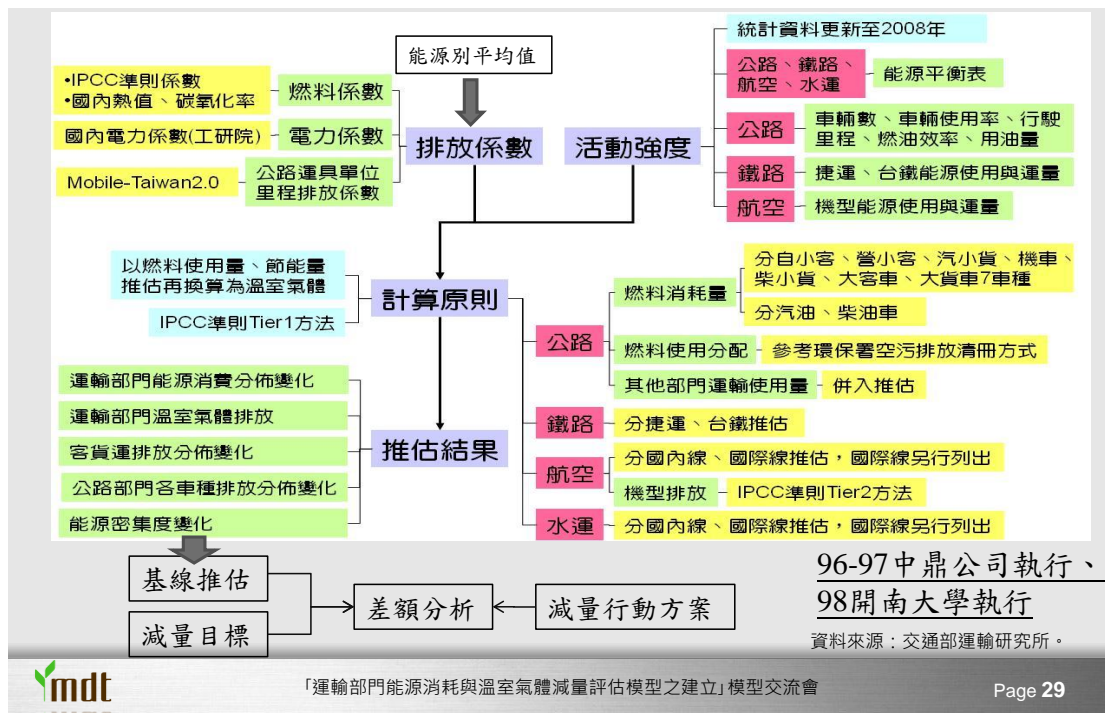 能源別平均值
•IPCC準則係數
•國內熱值、碳氧化率
燃料係數
國內電力係數(工研院)
電力係數
Mobile-Taiwan2.0
公路運具單位
里程排放係數
排放係數
活動強度
統計資料更新至2008年
公路、鐵路、
航空、水運
能源平衡表
公路
車輛數、車輛使用率、行駛
里程、燃油效率、用油量
鐵路
捷運、台鐵能源使用與運量
航空
機型能源使用與運量
以燃料使用量、節能量
推估再換算為溫室氣體
IPCC準則Tier1方法
計算原則
公路
燃料消耗量
分自小客、營小客、汽小貨、機車、
柴小貨、大客車、大貨車7車種
分汽油、柴油車
燃料使用分配
參考環保署空污排放清冊方式
其他部門運輸使用量
併入推估
鐵路
分捷運、台鐵推估
航空
分國內線、國際線推估，國際線另行列出
機型排放
IPCC準則Tier2方法
水運
分國內線、國際線推估，國際線另行列出
運輸部門能源消費分佈變化
運輸部門溫室氣體排放
客貨運排放分佈變化
公路部門各車種排放分佈變化
能源密集度變化
推估結果
基線推估
減量目標
差額分析
減量行動方案
96-97中鼎公司執行、
98開南大學執行
資料來源：交通部運輸研究所。
mdt
「運輸部門能源消耗與溫室氣體減量評估模型之建立」模型交流會
Page 29